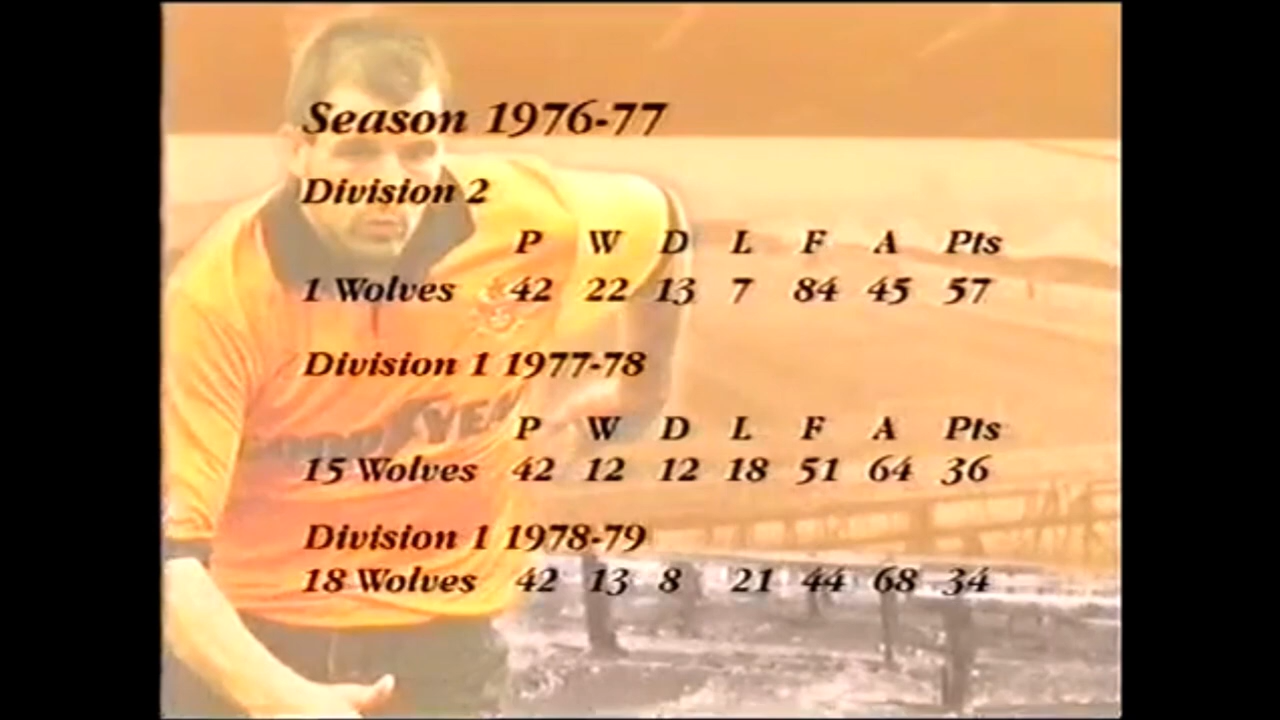 Season 1976-77
Division 2
P W D L F A Pts
1 Wolves 42 22 13 7 84 45 57
Division 1 1977-78
GOODYEAR
P W D L F A Pts
15 Wolves 42 12 12 18 51 64 36
Division 1 1978-79
18 Wolves 42 13 8 21 44 68 34